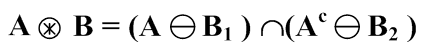 A ⊛ B = ( A ⊖ B₁ ) ∩(Aᶜ ⊖ B₂ )